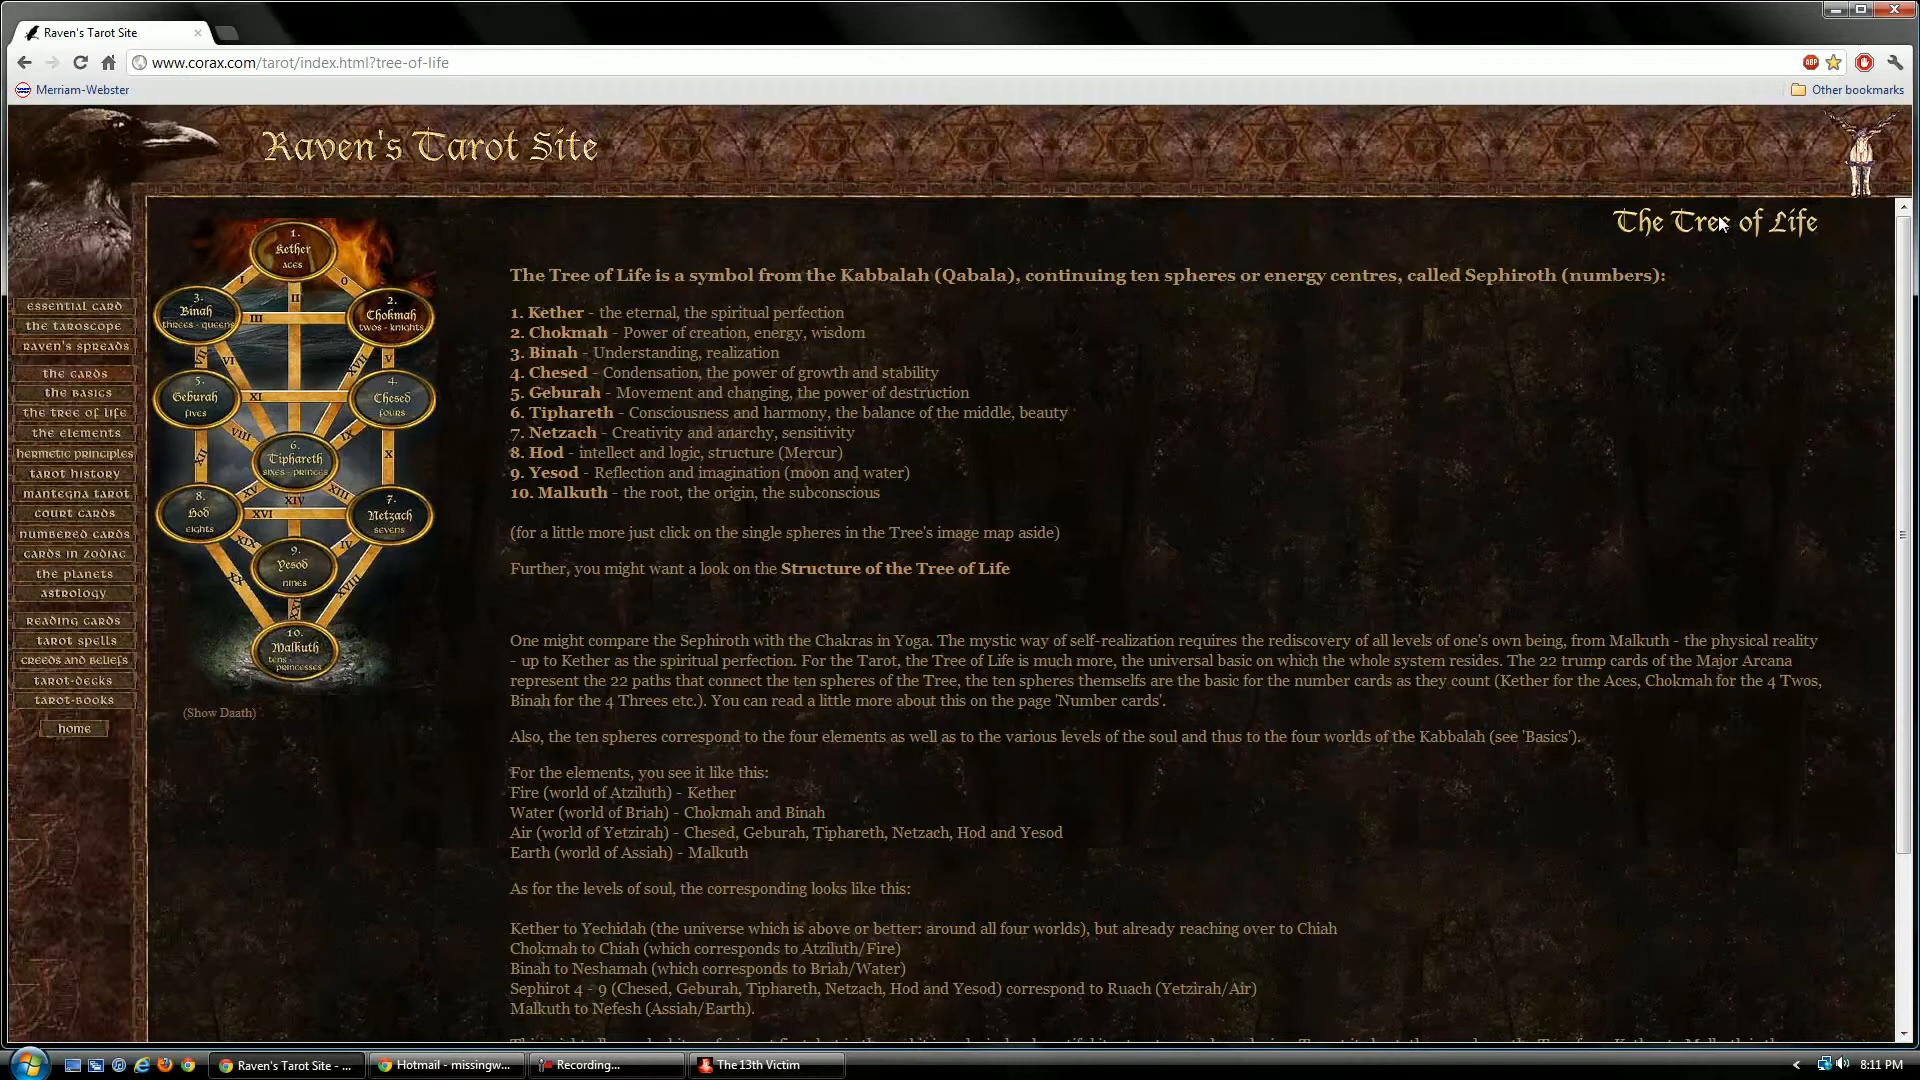 Raven's Tarot Site
www.corax.com/tarot/index.html?tree-of-life
ABP
Merriam-Webster
Other bookmarks
Raven's Tarot Site
The Tree of Life
1.
Kether
aces
3.
Binah
threes - queens
2.
Chokmah
twos - knights
5.
Geburah
fives
4.
Chesed
fours
6.
Tiphareth
sixes - princes
8.
Hod
eights
7.
Netzach
sevens
9.
Yesod
nines
10.
Malkuth
tens -
princesses
I
II
0
III
VII
VI
XVII
V
XI
VIII
IX
XII
X
XV
XIV
XIII
XVI
XIX
IV
XX
XXI
XVIII
(Show Daath)
essential card
the taroscope
raven's spreads
the cards
the basics
the tree of life
the elements
hermetic principles
tarot history
mantegna tarot
court cards
numbered cards
cards in zodiac
the planets
astrology
reading cards
tarot spells
creeds and beliefs
tarot-decks
tarot-books
home
The Tree of Life is a symbol from the Kabbalah (Qabala), continuing ten spheres or energy centres, called Sephiroth (numbers):
1. Kether - the eternal, the spiritual perfection
2. Chokmah - Power of creation, energy, wisdom
3. Binah - Understanding, realization
4. Chesed - Condensation, the power of growth and stability
5. Geburah - Movement and changing, the power of destruction
6. Tiphareth - Consciousness and harmony, the balance of the middle, beauty
7. Netzach - Creativity and anarchy, sensitivity
8. Hod - intellect and logic, structure (Mercur)
9. Yesod - Reflection and imagination (moon and water)
10. Malkuth - the root, the origin, the subconscious
(for a little more just click on the single spheres in the Tree's image map aside)
Further, you might want a look on the Structure of the Tree of Life
One might compare the Sephiroth with the Chakras in Yoga. The mystic way of self-realization requires the rediscovery of all levels of one's own being, from Malkuth - the physical reality
- up to Kether as the spiritual perfection. For the Tarot, the Tree of Life is much more, the universal basic on which the whole system resides. The 22 trump cards of the Major Arcana
represent the 22 paths that connect the ten spheres of the Tree, the ten spheres themselfs are the basic for the number cards as they count (Kether for the Aces, Chokmah for the 4 Twos,
Binah for the 4 Threes etc.). You can read a little more about this on the page 'Number cards'.
Also, the ten spheres correspond to the four elements as well as to the various levels of the soul and thus to the four worlds of the Kabbalah (see 'Basics').
For the elements, you see it like this:
Fire (world of Atziluth) - Kether
Water (world of Briah) - Chokmah and Binah
Air (world of Yetzirah) - Chesed, Geburah, Tiphareth, Netzach, Hod and Yesod
Earth (world of Assiah) - Malkuth
As for the levels of soul, the corresponding looks like this:
Kether to Yechidah (the universe which is above or better: around all four worlds), but already reaching over to Chiah
Chokmah to Chiah (which corresponds to Atziluth/Fire)
Binah to Neshamah (which corresponds to Briah/Water)
Sephirot 4 - 9 (Chesed, Geburah, Tiphareth, Netzach, Hod and Yesod) correspond to Ruach (Yetzirah/Air)
Malkuth to Nefesh (Assiah/Earth).
Raven's Tarot Site - ...
Hotmail - missingw...
Recording...
The 13th Victim
8:11 PM